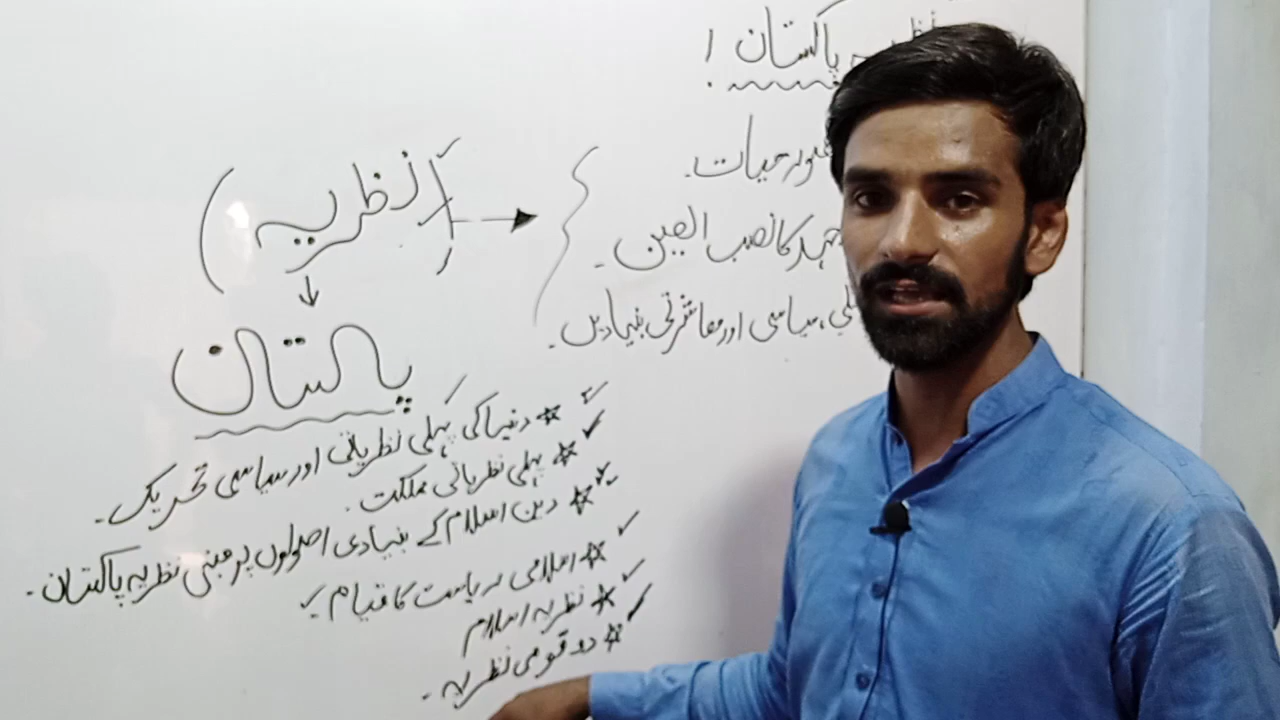 نظریہ پاکستان !
حیات۔
کا نصب العین۔
سیاسی اور معاشرتی بنیادیں۔
(نظریہ)
پاکستان
دنیا کی پہلی نظریاتی اور سیاسی تحریک۔
پہلی نظریاتی مملکت۔
دین اسلام کے بنیادی اصولوں پر مبنی نظریہ پاکستان۔
اسلامی ریاست کا قیام۔
نظریہ اسلام
دو قومی نظریہ۔